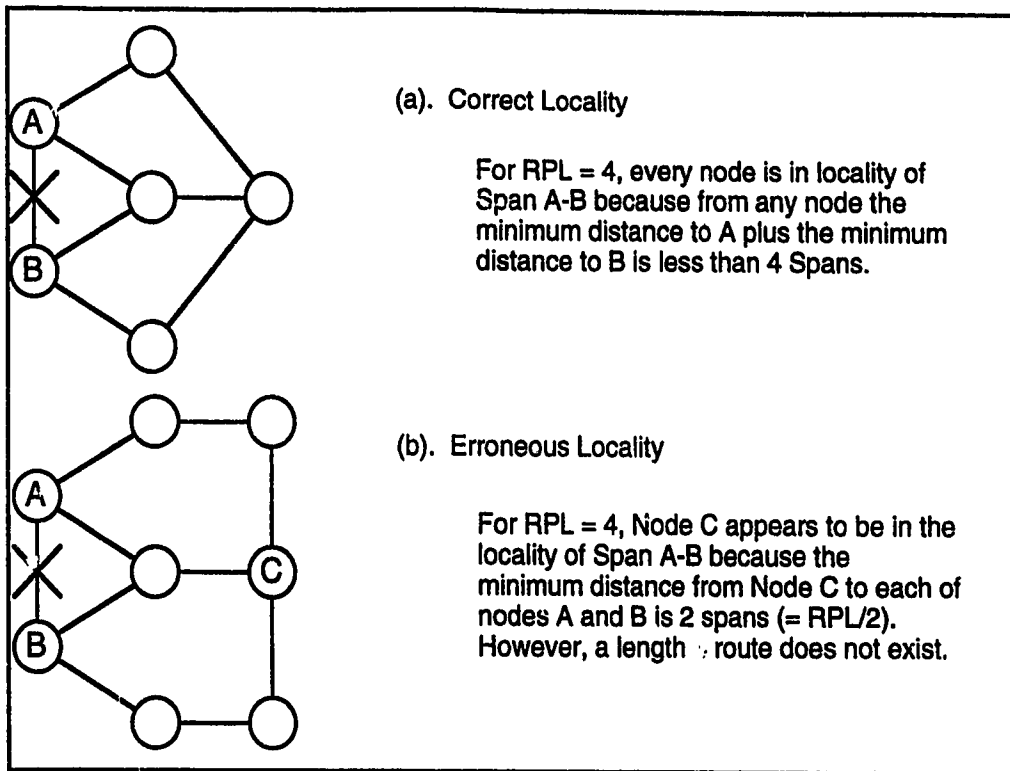 (a). Correct Locality
A
B
For RPL = 4, every node is in locality of
Span A-B because from any node the
minimum distance to A plus the minimum
distance to B is less than 4 Spans.
(b). Erroneous Locality
A
B
C
For RPL = 4, Node C appears to be in the
locality of Span A-B because the
minimum distance from Node C to each of
nodes A and B is 2 spans (= RPL/2).
However, a length route does not exist.